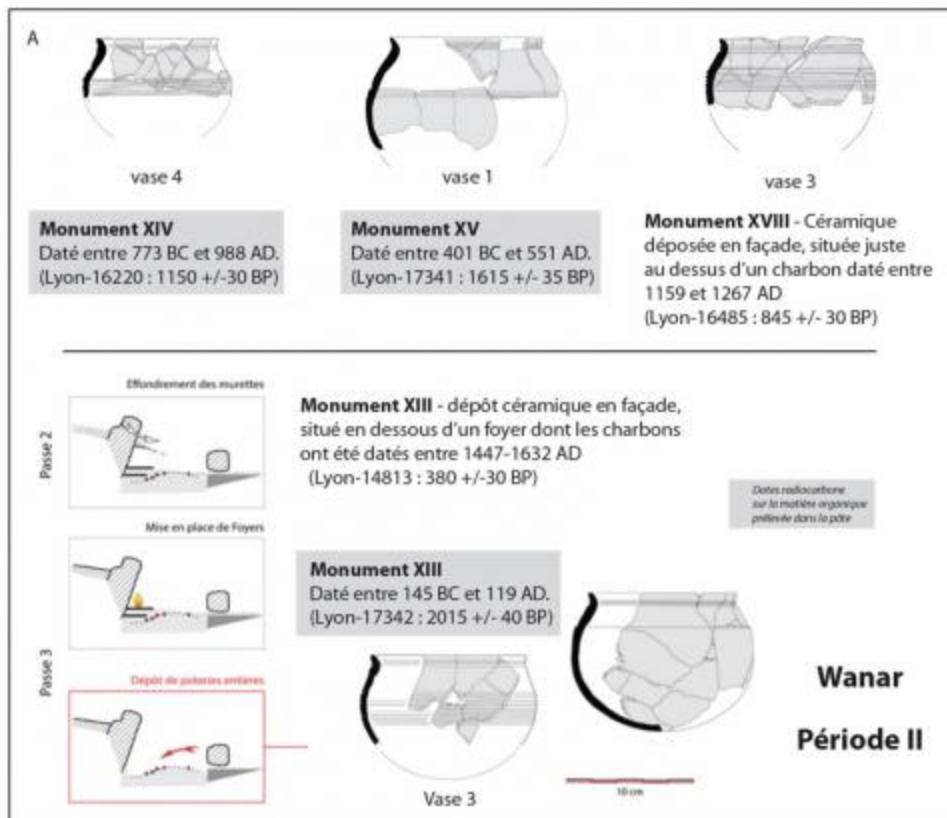 A
vase 4
vase 1
vase 3
Monument XIV
Daté entre 773 BC et 988 AD.
(Lyon-16220 : 1150 +/-30 BP)
Monument XV
Daté entre 401 BC et 551 AD.
(Lyon-17341 : 1615 +/- 35 BP)
Monument XVIII - Céramique
déposée en façade, située juste
au dessus d'un charbon daté entre
1159 et 1267 AD
(Lyon-16485 : 845 +/- 30 BP)
Effondrement des murettes
Passe 2
Monument XIII - dépôt céramique en façade,
situé en dessous d'un foyer dont les charbons
ont été datés entre 1447-1632 AD
(Lyon-14813 : 380 +/-30 BP)
Dates radiocarbone
sur la matière organique
prélevée dans la pâte
Mise en place de Foyers
Monument XIII
Daté entre 145 BC et 119 AD.
(Lyon-17342 : 2015 +/- 40 BP)
Passe 3
Dépôt de poteries entières
Vase 3
10 cm
Wanar
Période II